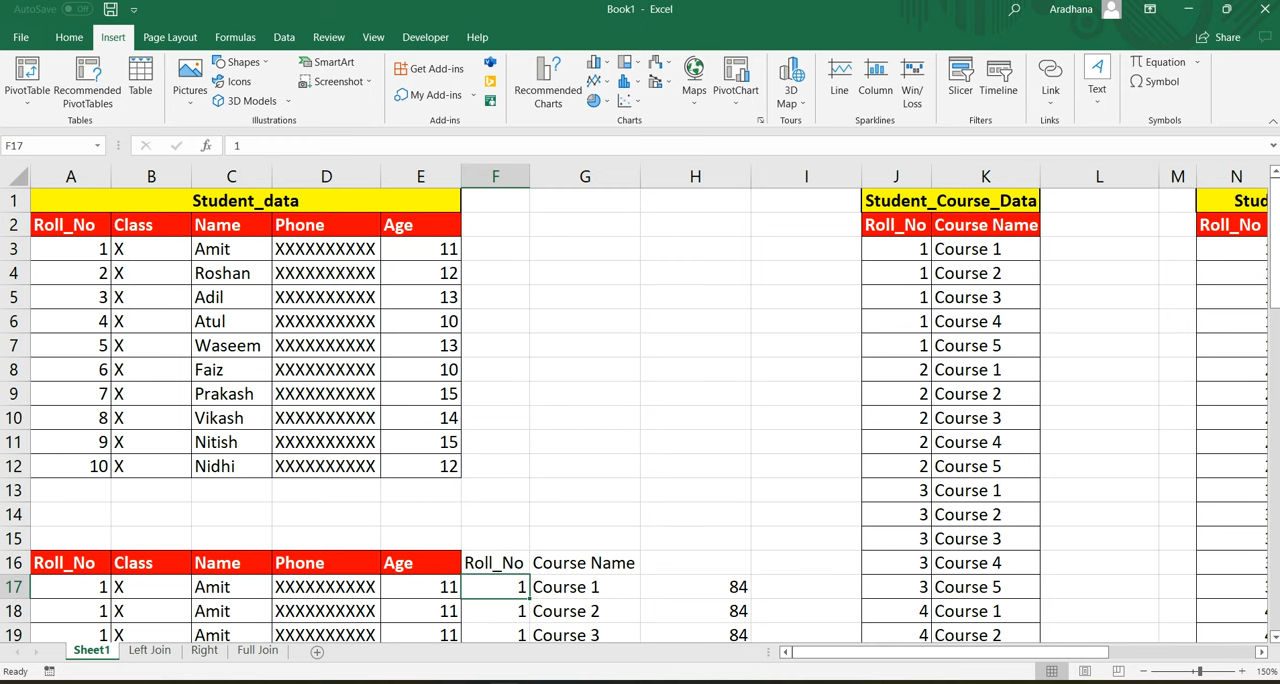 AutoSave Off Book1 - Excel Aradhana
File Home Insert Page Layout Formulas Data Review View Developer Help Share
PivotTable Recommended PivotTables Table Pictures Shapes Icons 3D Models SmartArt Screenshot Get Add-ins My Add-ins Recommended Charts Maps PivotChart 3D Map Line Column Win/Loss Slicer Timeline Link Text Equation Symbol
Tables Illustrations Add-ins Charts Tours Sparklines Filters Links Symbols
F17 fx 1
A B C D E F G H I J K L M N
1 Student_data Student_Course_Data Stud
2 Roll_No Class Name Phone Age Roll_No Course Name Roll_No
3 1 X Amit XXXXXXXXXX 11 1 Course 1
4 2 X Roshan XXXXXXXXXX 12 1 Course 2
5 3 X Adil XXXXXXXXXX 13 1 Course 3
6 4 X Atul XXXXXXXXXX 10 1 Course 4
7 5 X Waseem XXXXXXXXXX 13 1 Course 5
8 6 X Faiz XXXXXXXXXX 10 2 Course 1
9 7 X Prakash XXXXXXXXXX 15 2 Course 2
10 8 X Vikash XXXXXXXXXX 14 2 Course 3
11 9 X Nitish XXXXXXXXXX 15 2 Course 4
12 10 X Nidhi XXXXXXXXXX 12 2 Course 5
13 3 Course 1
14 3 Course 2
15 3 Course 3
16 Roll_No Class Name Phone Age Roll_No Course Name 3 Course 4
17 1 X Amit XXXXXXXXXX 11 1 Course 1 84 3 Course 5
18 1 X Amit XXXXXXXXXX 11 1 Course 2 84 4 Course 1
19 1 X Amit XXXXXXXXXX 11 1 Course 3 84 4 Course 2
Sheet1 Left Join Right Full Join
Ready 150%